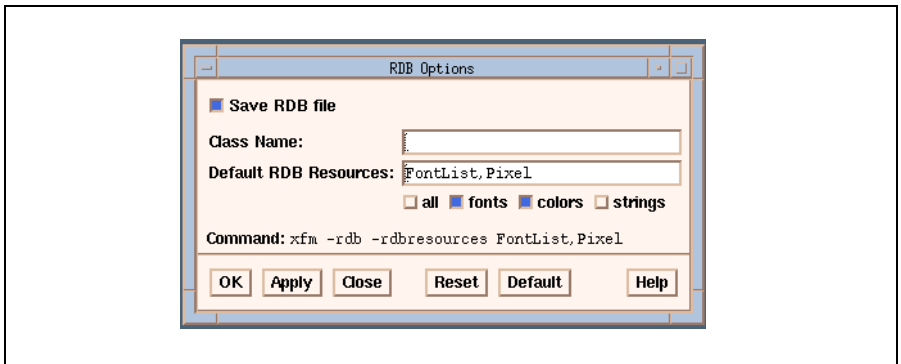 RDB Options
Save RDB file
Class Name:
Default RDB Resources: FontList,Pixel
all fonts colors strings
Command: xfm -rdb -rdbresources FontList,Pixel
OK Apply Close Reset Default Help